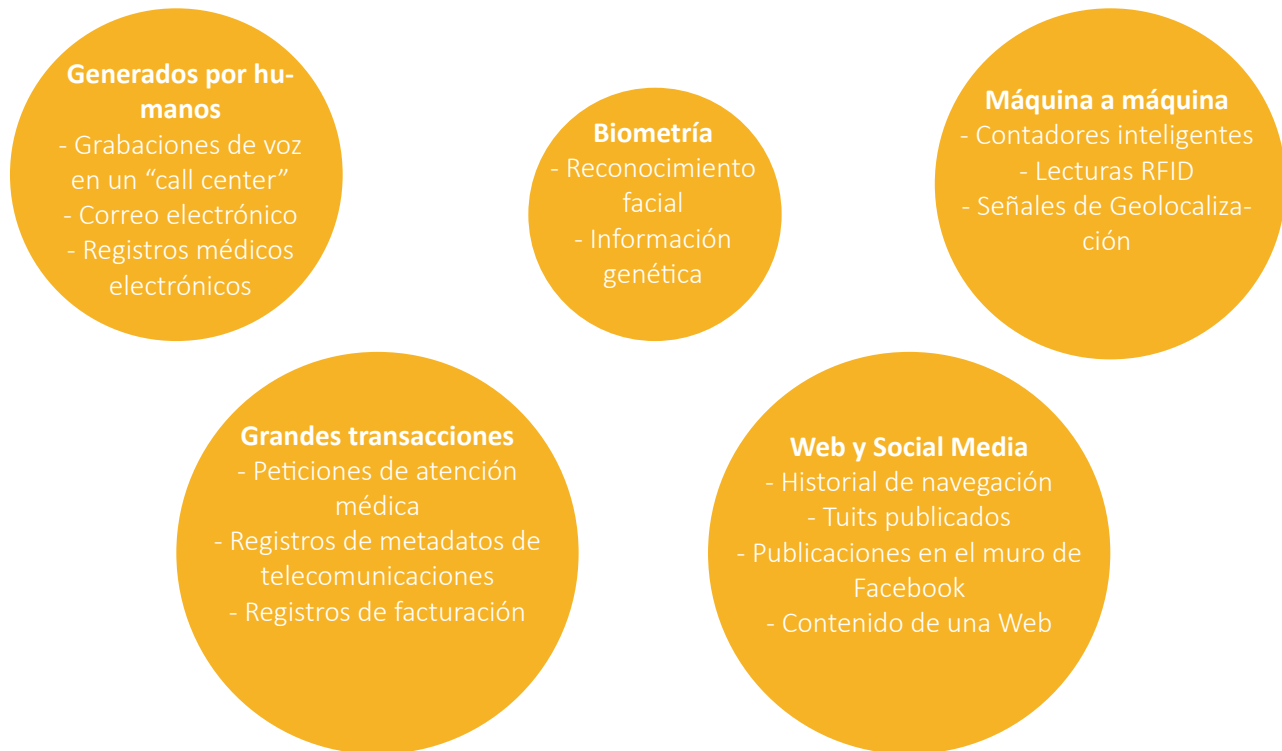 Generados por hu-
manos
- Grabaciones de voz
en un “call center”
- Correo electrónico
- Registros médicos
electrónicos
Biometría
- Reconocimiento
facial
- Información
genética
Máquina a máquina
- Contadores inteligentes
- Lecturas RFID
- Señales de Geolocaliza-
ción
Grandes transacciones
- Peticiones de atención
médica
- Registros de metadatos de
telecomunicaciones
- Registros de facturación
Web y Social Media
- Historial de navegación
- Tuits publicados
- Publicaciones en el muro de
Facebook
- Contenido de una Web